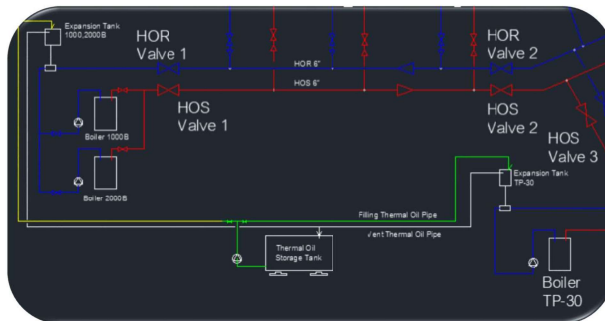 Expansion Tank
1000,2000B
HOR
Valve 1
HOR
Valve 2
HOR 6"
HOS 6"
HOS
Valve 1
HOS
Valve 2
HOS
Valve 3
Boiler 1000B
Boiler 2000B
Expansion Tank
TP-30
Filling Thermal Oil Pipe
Vent Thermal Oil Pipe
Thermal Oil
Storage Tank
Boiler
TP-30